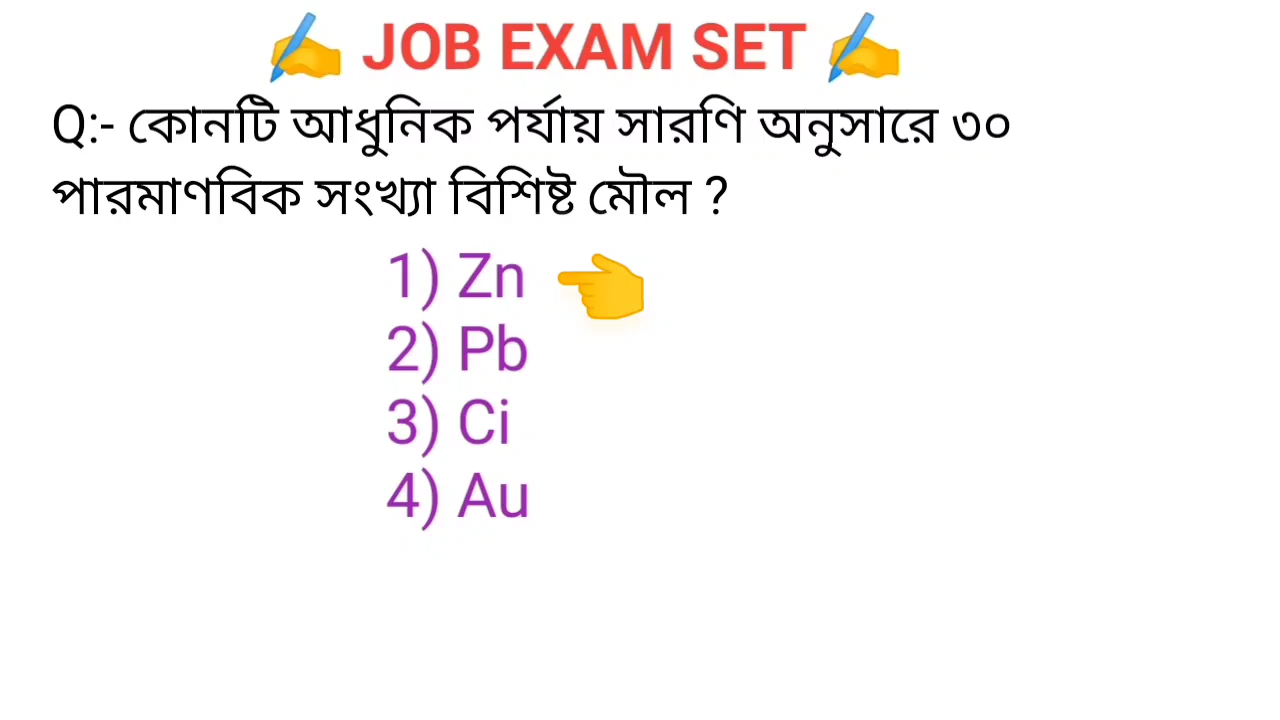 JOB EXAM SET
Q:- কোনটি আধুনিক পর্যায় সারণি অনুসারে ৩০
পারমাণবিক সংখ্যা বিশিষ্ট মৌল ?
1) Zn
2) Pb
3) Ci
4) Au